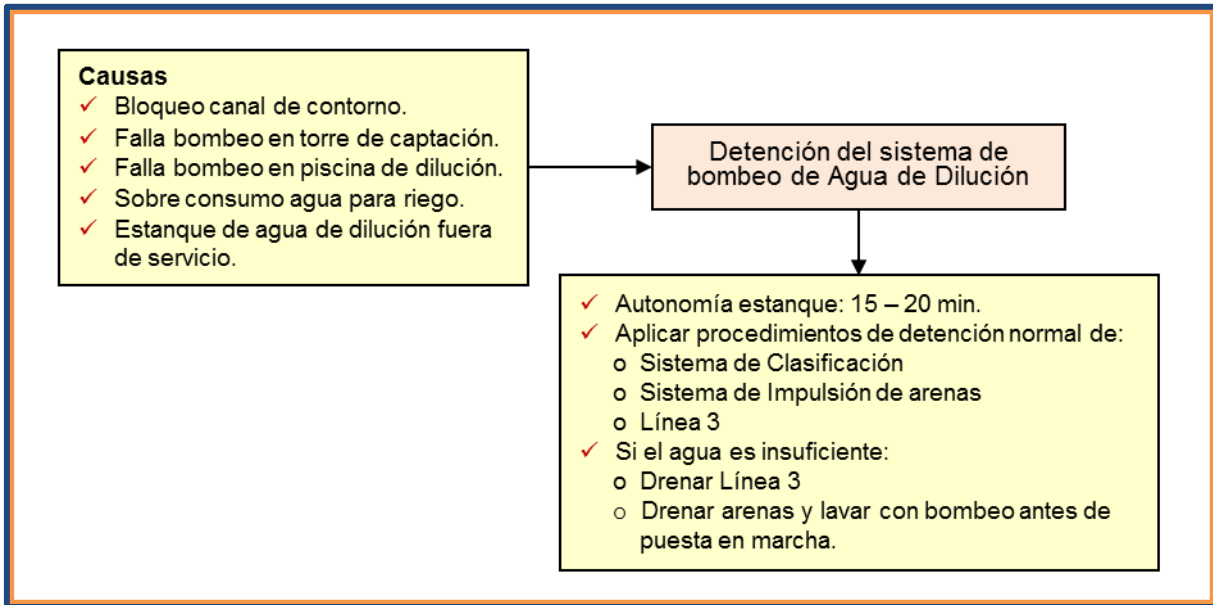 Causas
✓ Bloqueo canal de contorno.
✓ Falla bombeo en torre de captación.
✓ Falla bombeo en piscina de dilución.
✓ Sobre consumo agua para riego.
✓ Estanque de agua de dilución fuera
de servicio.
Detención del sistema de
bombeo de Agua de Dilución
✓ Autonomía estanque: 15 – 20 min.
✓ Aplicar procedimientos de detención normal de:
o Sistema de Clasificación
o Sistema de Impulsión de arenas
o Línea 3
✓ Si el agua es insuficiente:
o Drenar Línea 3
o Drenar arenas y lavar con bombeo antes de
puesta en marcha.